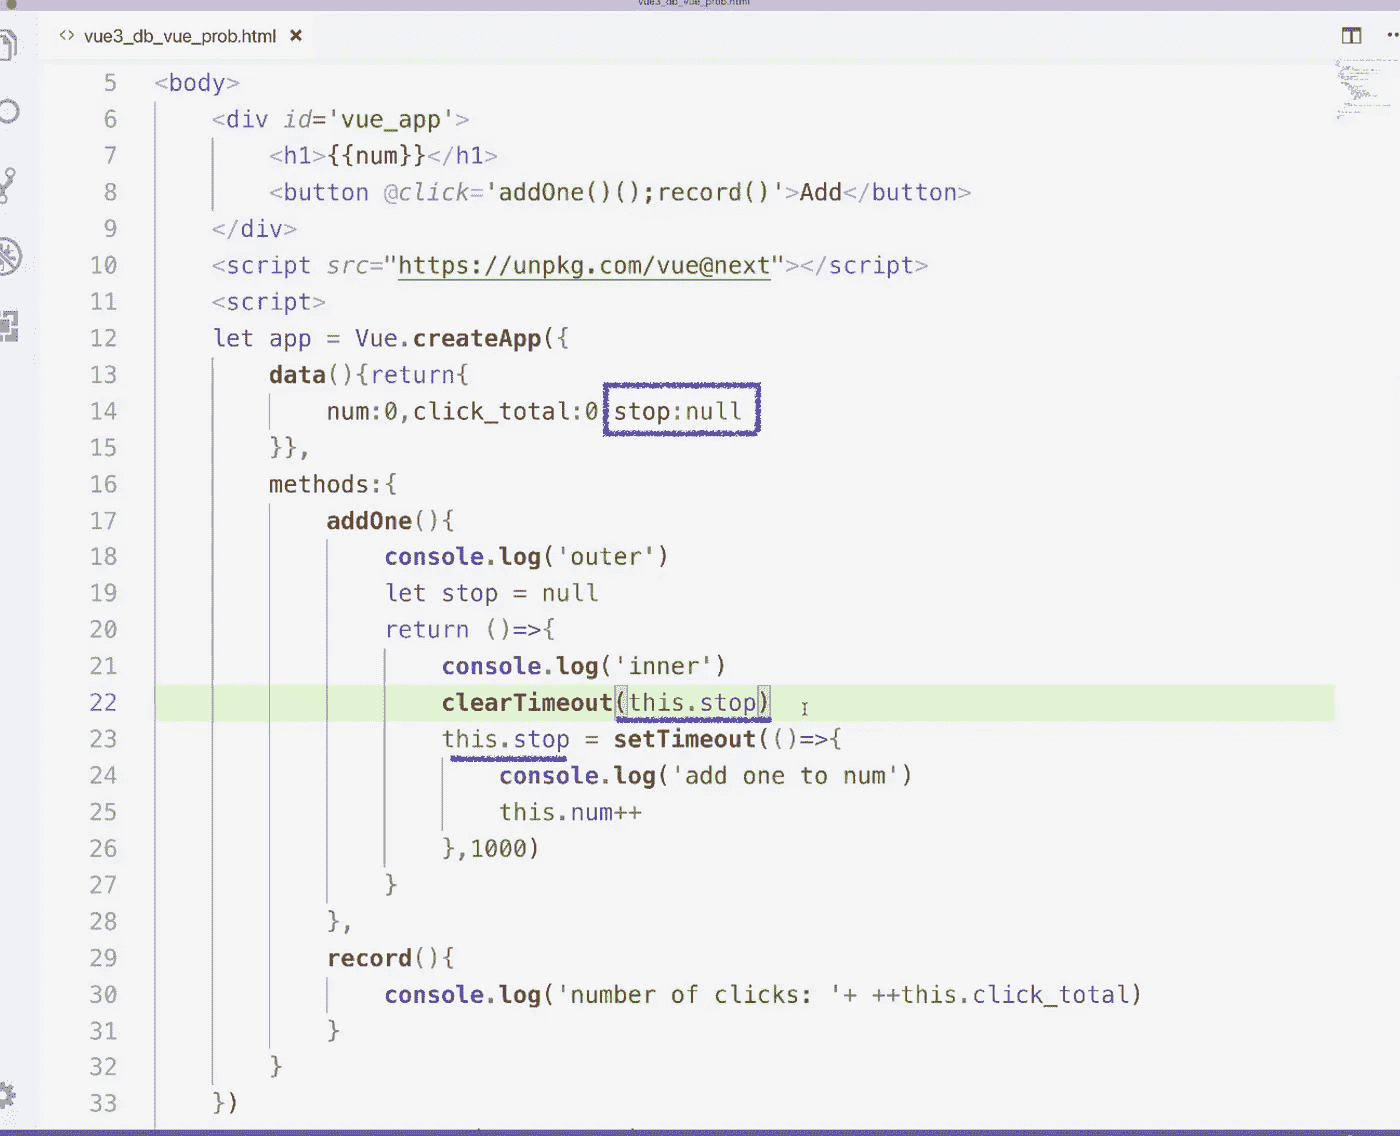 vue3_db_vue_prob.html
<> vue3_db_vue_prob.html ×
5 <body>
6 <div id='vue_app'>
7 <h1>{{num}}</h1>
8 <button @click='addOne()();record()'>Add</button>
9 </div>
10 <script src="https://unpkg.com/vue@next"></script>
11 <script>
12 let app = Vue.createApp({
13 data(){return{
14 num:0,click_total:0 stop:null
15 }},
16 methods:{
17 addOne(){
18 console.log('outer')
19 let stop = null
20 return ()=>{
21 console.log('inner')
22 clearTimeout(this.stop)
23 this.stop = setTimeout(()=>{
24 console.log('add one to num')
25 this.num++
26 },1000)
27 }
28 },
29 record(){
30 console.log('number of clicks: '+ ++this.click_total)
31 }
32 }
33 })